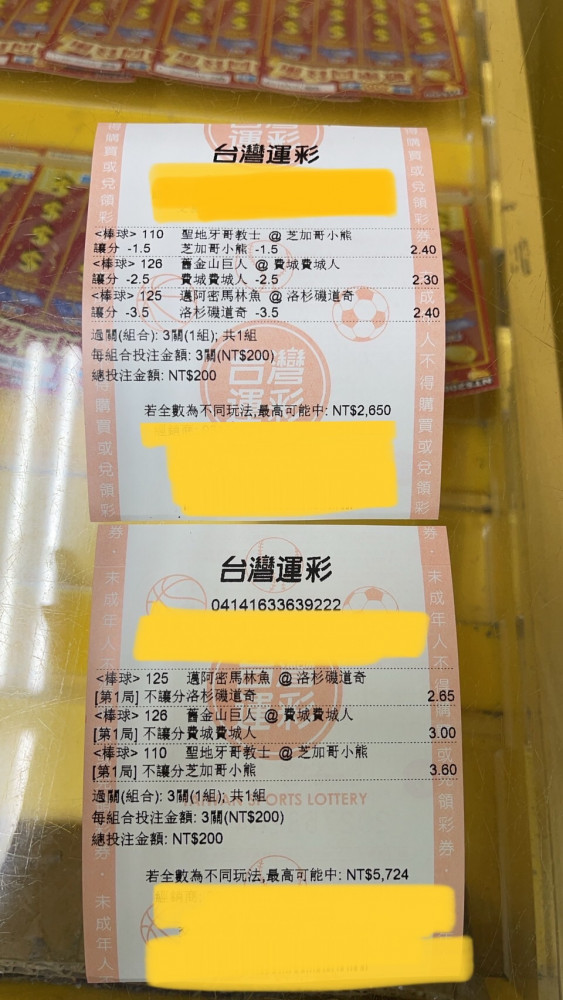 台灣運彩
<棒球> 110 聖地牙哥教士 @ 芝加哥小熊
讓分 -1.5 芝加哥小熊 -1.5 2.40
<棒球> 126 舊金山巨人 @ 費城費城人
讓分 -2.5 費城費城人 -2.5 2.30
<棒球> 125 邁阿密馬林魚 @ 洛杉磯道奇
讓分 -3.5 洛杉磯道奇 -3.5 2.40
過關(組合): 3關(1組); 共1組
每組合投注金額: 3關(NT$200)
總投注金額: NT$200
若全數為不同玩法,最高可能中: NT$2,650
台灣運彩
04141633639222
<棒球> 125 邁阿密馬林魚 @ 洛杉磯道奇
[第1局] 不讓分洛杉磯道奇 2.65
<棒球> 126 舊金山巨人 @ 費城費城人
[第1局] 不讓分費城費城人 3.00
<棒球> 110 聖地牙哥教士 @ 芝加哥小熊
[第1局] 不讓分芝加哥小熊 3.60
過關(組合): 3關(1組); 共1組
TAIWAN SPORTS LOTTERY
每組合投注金額: 3關(NT$200)
總投注金額: NT$200
若全數為不同玩法,最高可能中: NT$5,724